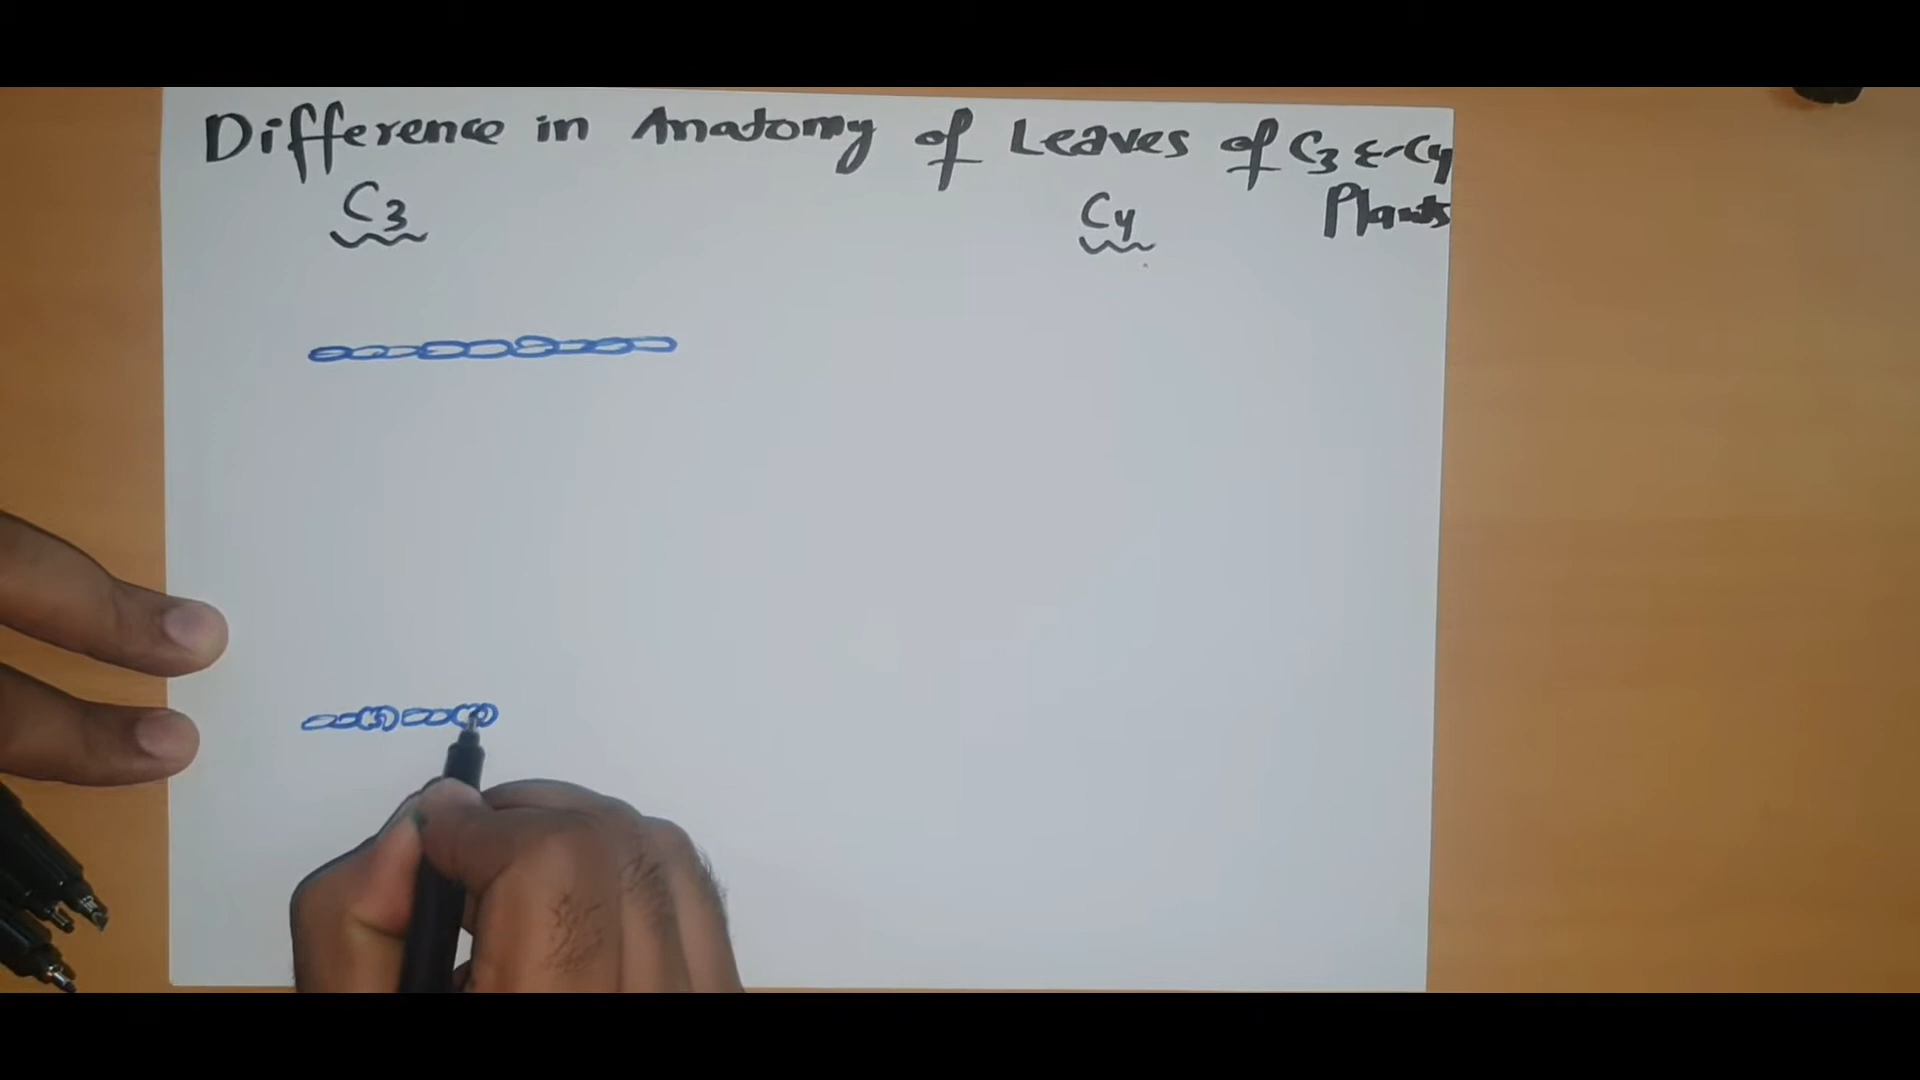 Difference in Anatomy of Leaves of C3 & C4
Plants
C3
C4